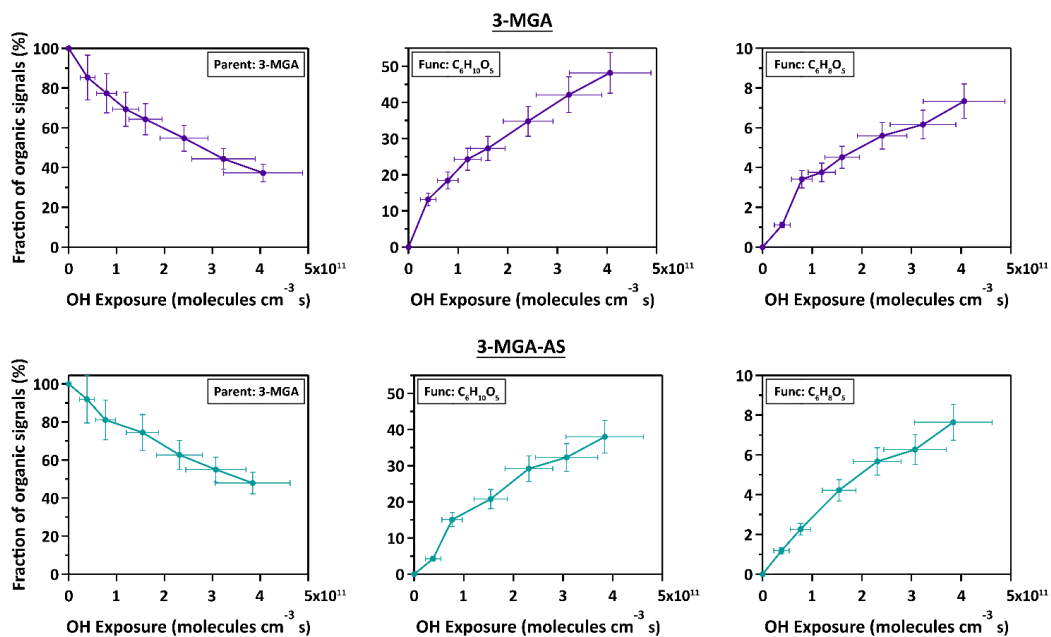 3-MGA
Fraction of organic signals (%)
100
80
60
40
20
0
Parent: 3-MGA
0 1 2 3 4 5x10¹¹
OH Exposure (molecules cm⁻³ s)
50
40
30
20
10
0
Func: C₆H₁₀O₅
0 1 2 3 4 5x10¹¹
OH Exposure (molecules cm⁻³ s)
8
6
4
2
0
Func: C₆H₈O₅
0 1 2 3 4 5x10¹¹
OH Exposure (molecules cm⁻³ s)
3-MGA-AS
Fraction of organic signals (%)
100
80
60
40
20
0
Parent: 3-MGA
0 1 2 3 4 5x10¹¹
OH Exposure (molecules cm⁻³ s)
50
40
30
20
10
0
Func: C₆H₁₀O₅
0 1 2 3 4 5x10¹¹
OH Exposure (molecules cm⁻³ s)
10
8
6
4
2
0
Func: C₆H₈O₅
0 1 2 3 4 5x10¹¹
OH Exposure (molecules cm⁻³ s)